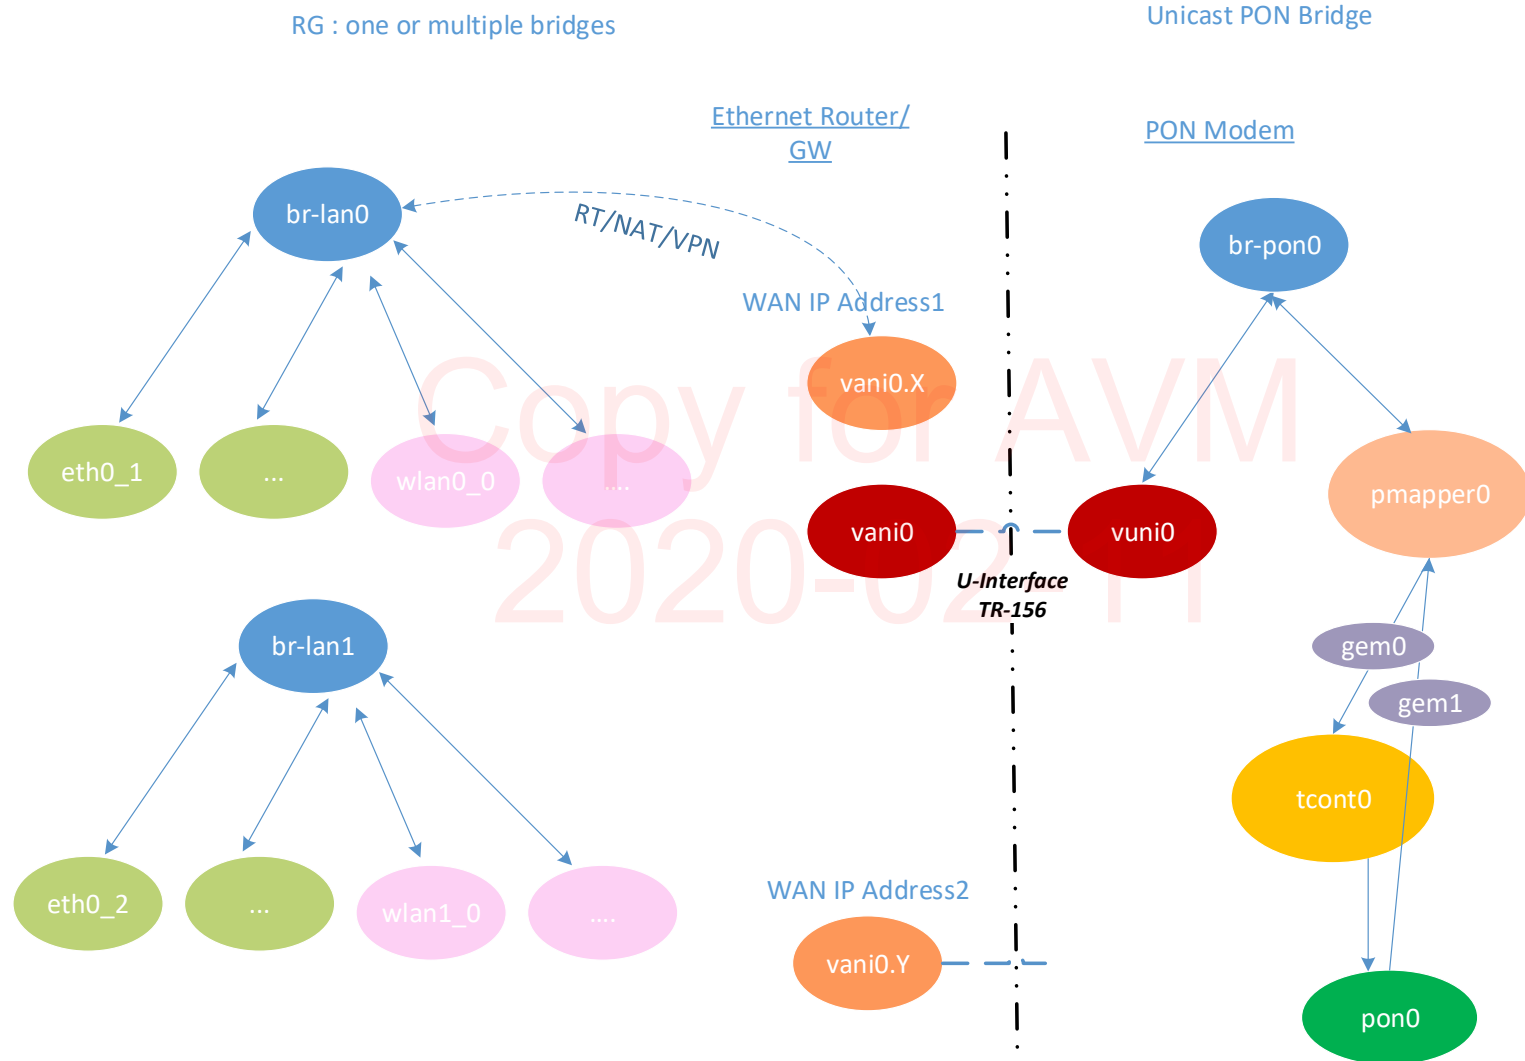 RG : one or multiple bridges
Unicast PON Bridge
Ethernet Router/
GW
PON Modem
br-lan0
RT/NAT/VPN
br-pon0
WAN IP Address1
vani0.X
eth0_1
...
wlan0_0
....
pmapper0
vani0
vuni0
U-Interface
TR-156
Copy for AVM
2020-02-11
br-lan1
gem0
gem1
tcont0
eth0_2
...
wlan1_0
....
WAN IP Address2
vani0.Y
pon0